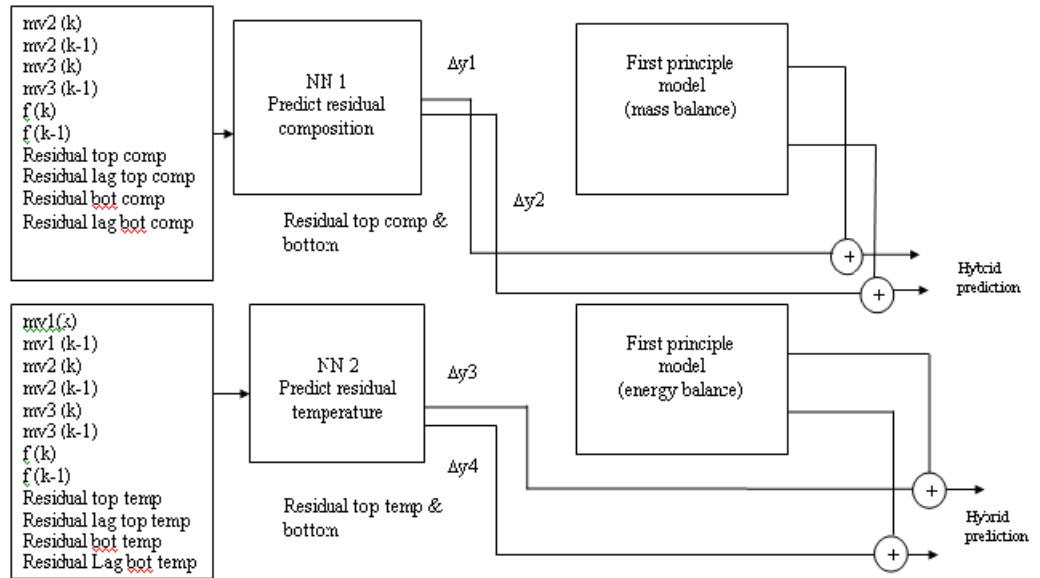 mv2 (k)
mv2 (k-1)
mv3 (k)
mv3 (k-1)
f (k)
f (k-1)
Residual top comp
Residual lag top comp
Residual bot comp
Residual lag bot comp
NN 1
Predict residual
composition
Δy1
Δy2
Residual top comp &
bottom
First principle
model
(mass balance)
+
+
Hybrid
prediction
mv1(k)
mv1 (k-1)
mv2 (k)
mv2 (k-1)
mv3 (k)
mv3 (k-1)
f (k)
f (k-1)
Residual top temp
Residual lag top temp
Residual bot temp
Residual Lag bot temp
NN 2
Predict residual
temperature
Δy3
Δy4
Residual top temp &
bottom
First principle
model
(energy balance)
+
+
Hybrid
prediction